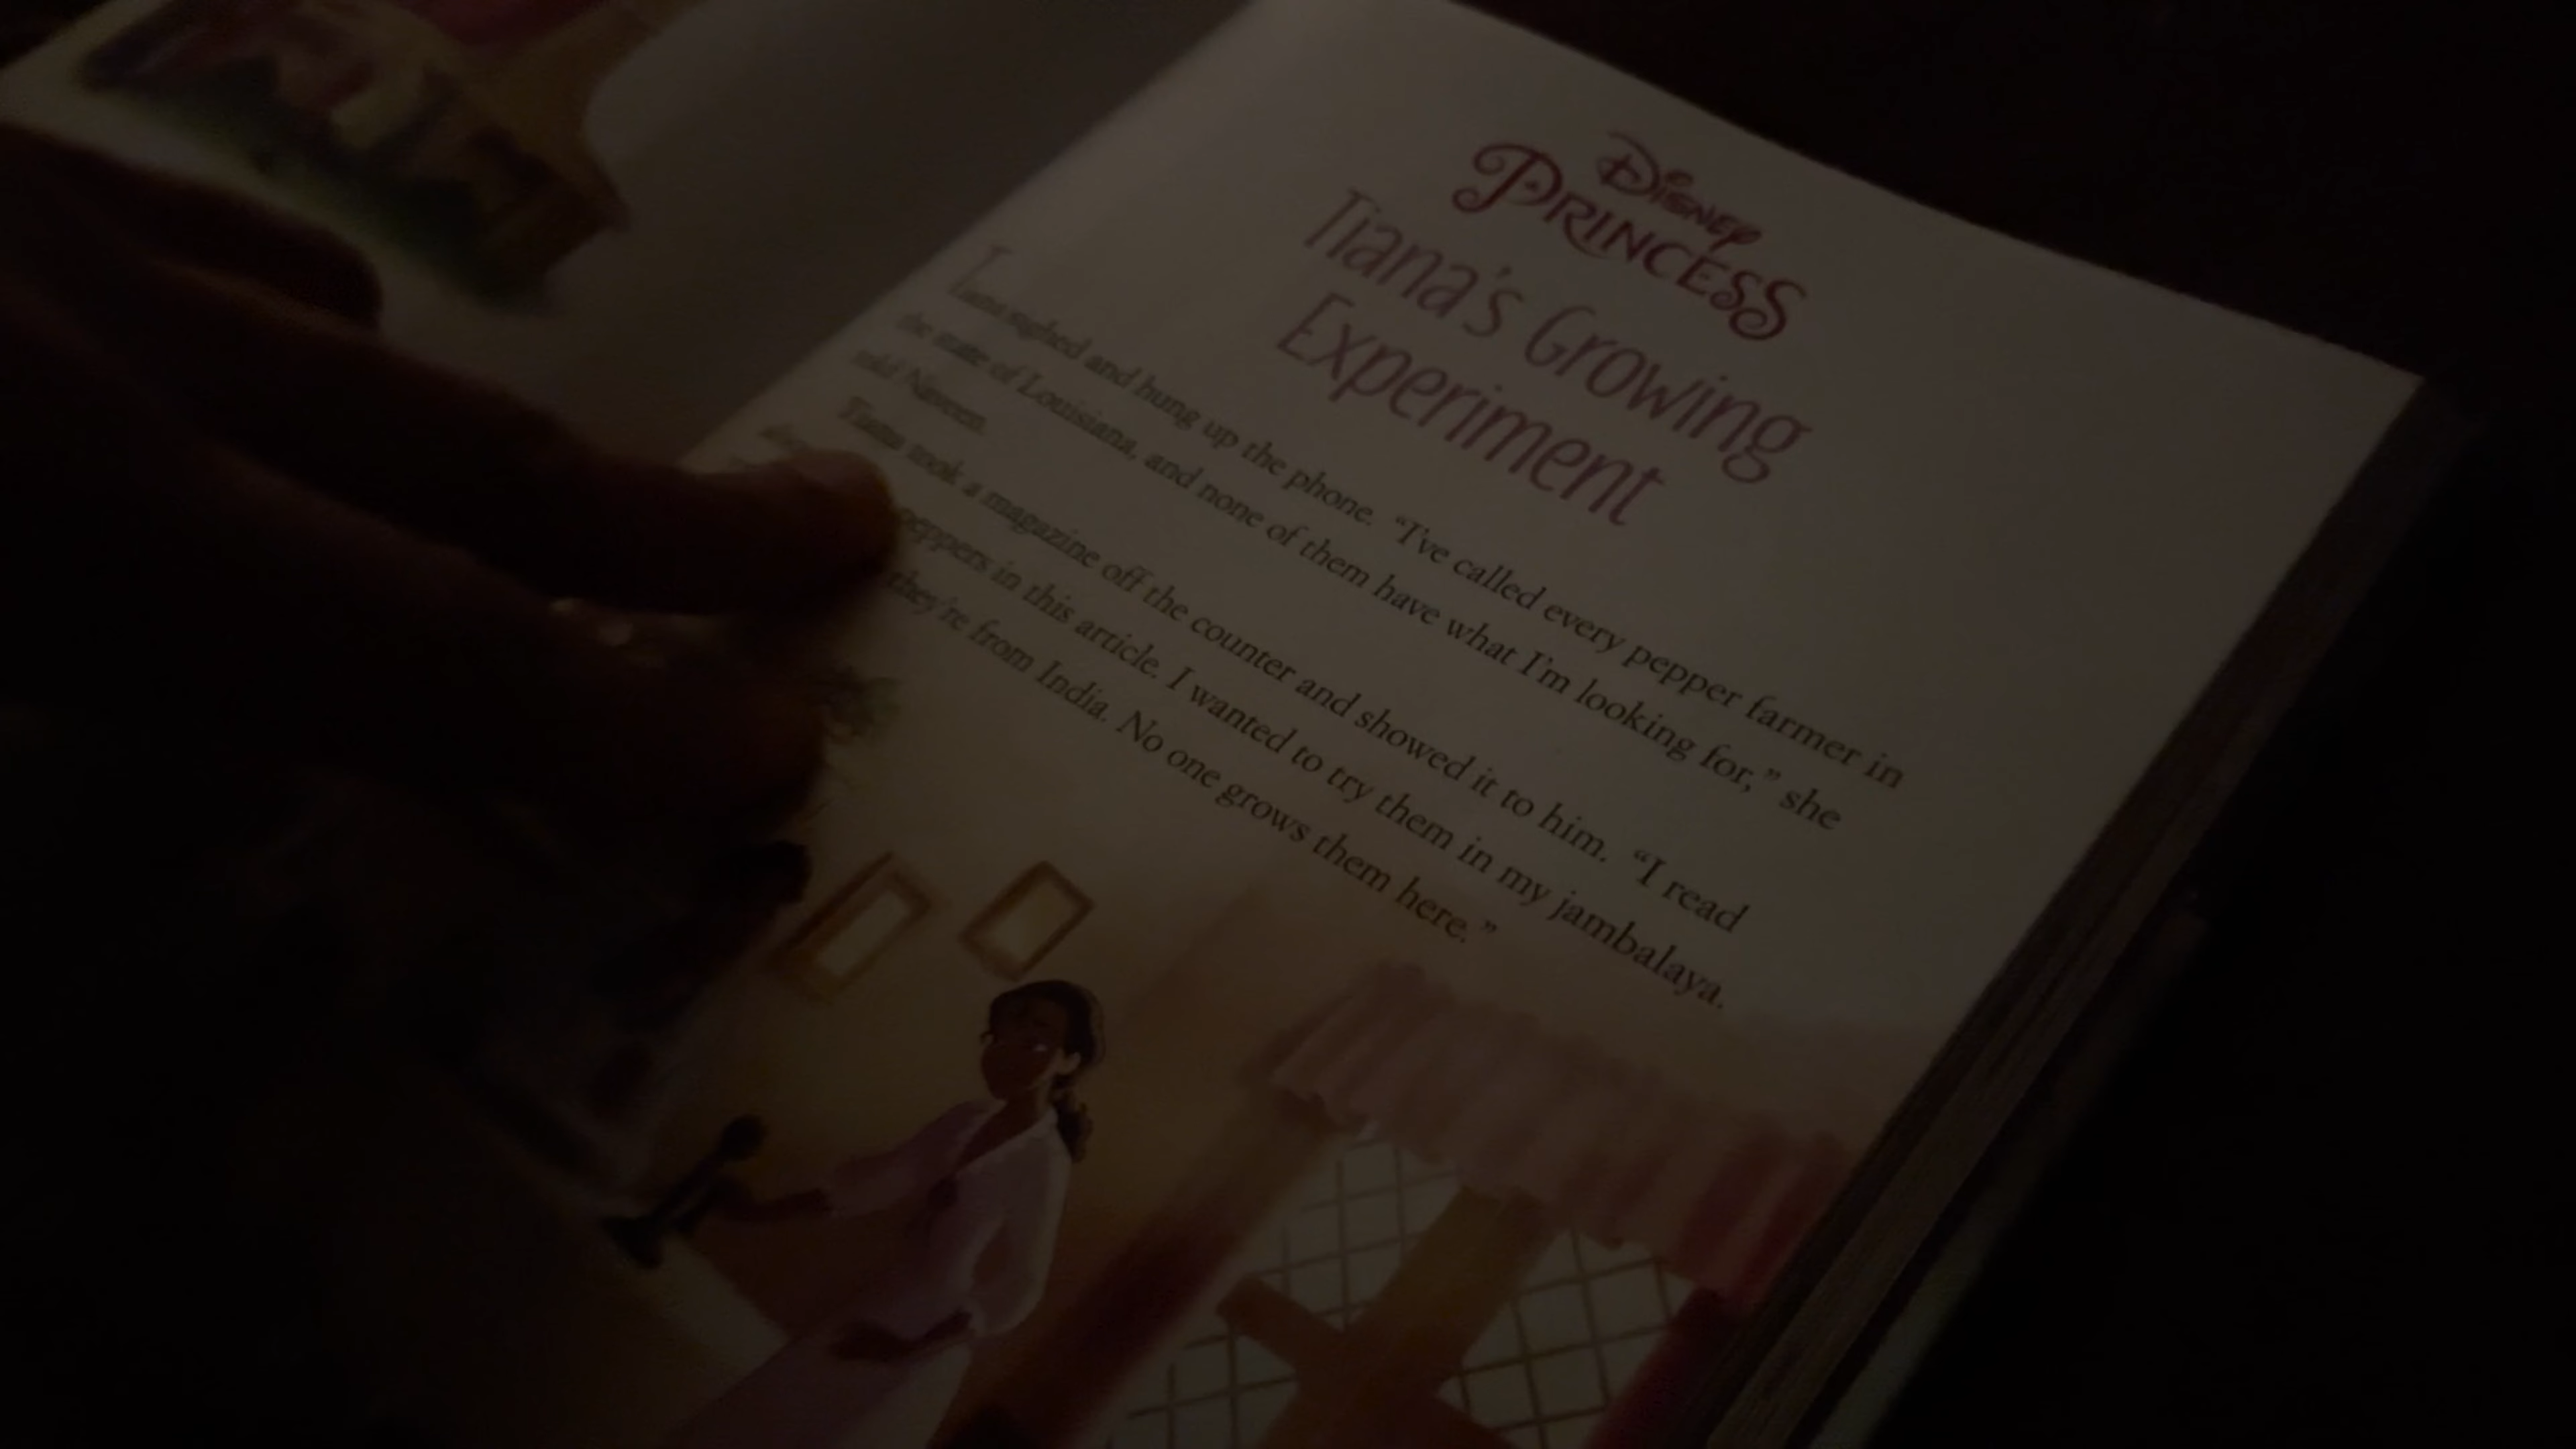 Disney
PRINCESS
Tiana's Growing
Experiment
Tiana sighed and hung up the phone. “I've called every pepper farmer in
the state of Louisiana, and none of them have what I'm looking for,” she
told Naveen.
Tiana took a magazine off the counter and showed it to him. “I read
peppers in this article. I wanted to try them in my jambalaya.
they're from India. No one grows them here.”